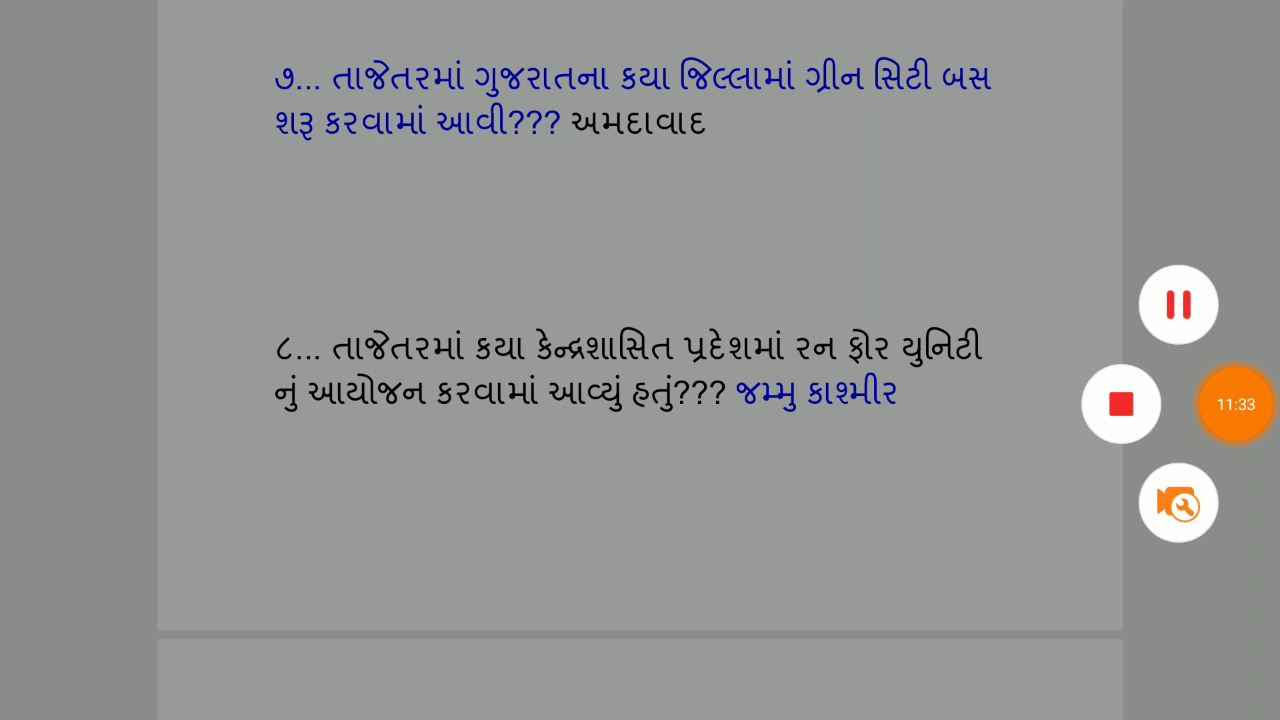 ૭... તાજેતરમાં ગુજરાતના કયા જિલ્લામાં ગ્રીન સિટી બસ
શરૂ કરવામાં આવી??? અમદાવાદ
૮... તાજેતરમાં કયા કેન્દ્રશાસિત પ્રદેશમાં રન ફોર યુનિટી
નું આયોજન કરવામાં આવ્યું હતું??? જમ્મુ કાશ્મીર
11:33